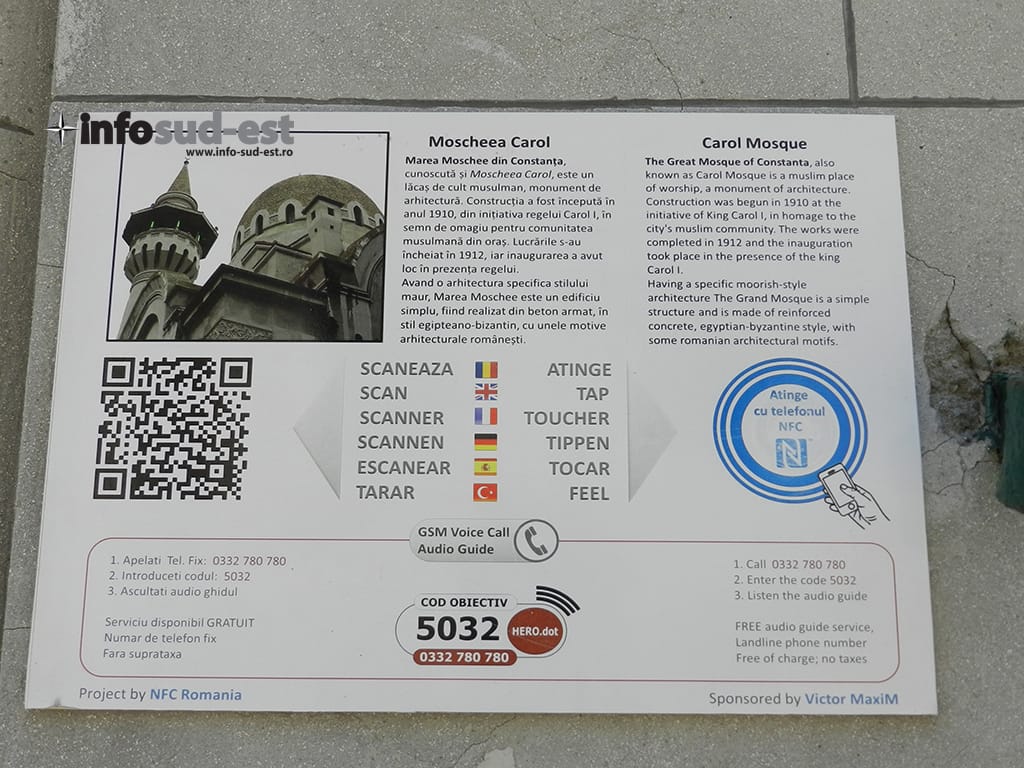 infosud-est
www.info-sud-est.ro
Moscheea Carol
Marea Moschee din Constanța,
cunoscută și Moscheea Carol, este un
lăcaș de cult musulman, monument de
arhitectură. Construcția a fost începută în
anul 1910, din inițiativa regelui Carol I, în
semn de omagiu pentru comunitatea
musulmană din oraș. Lucrările s-au
încheiat în 1912, iar inaugurarea a avut
loc în prezența regelui.
Avand o arhitectura specifica stilului
maur, Marea Moschee este un edificiu
simplu, fiind realizat din beton armat, în
stil egipteano-bizantin, cu unele motive
arhitecturale românești.
Carol Mosque
The Great Mosque of Constanta, also
known as Carol Mosque is a muslim place
of worship, a monument of architecture.
Construction was begun in 1910 at the
initiative of King Carol I, in homage to the
city's muslim community. The works were
completed in 1912 and the inauguration
took place in the presence of the king
Carol I.
Having a specific moorish-style
architecture The Grand Mosque is a simple
structure and is made of reinforced
concrete, egyptian-byzantine style, with
some romanian architectural motifs.
SCANEAZA ATINGE
SCAN TAP
SCANNER TOUCHER
SCANNEN TIPPEN
ESCANEAR TOCAR
TARAR FEEL
Atinge
cu telefonul
NFC
GSM Voice Call
Audio Guide
1. Apelati Tel. Fix: 0332 780 780
2. Introduceti codul: 5032
3. Ascultati audio ghidul
Serviciu disponibil GRATUIT
Numar de telefon fix
Fara suprataxa
COD OBIECTIV
5032 HERO.dot
0332 780 780
1. Call 0332 780 780
2. Enter the code 5032
3. Listen the audio guide
FREE audio guide service,
Landline phone number
Free of charge; no taxes
Project by NFC Romania
Sponsored by Victor MaxiM